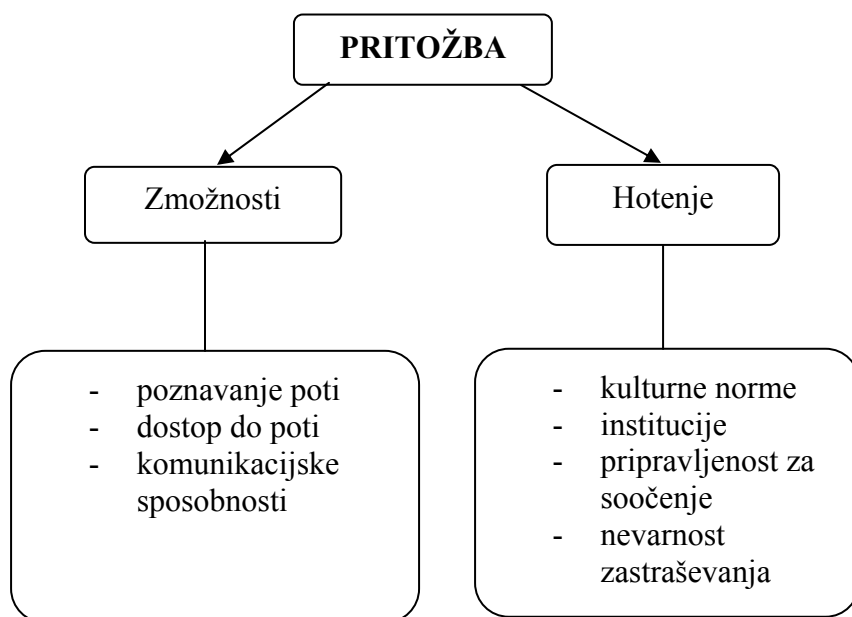 PRITOŽBA
Zmožnosti
Hotenje
- poznavanje poti
- dostop do poti
- komunikacijske
sposobnosti
- kulturne norme
- institucije
- pripravljenost za
soočenje
- nevarnost
zastraševanja